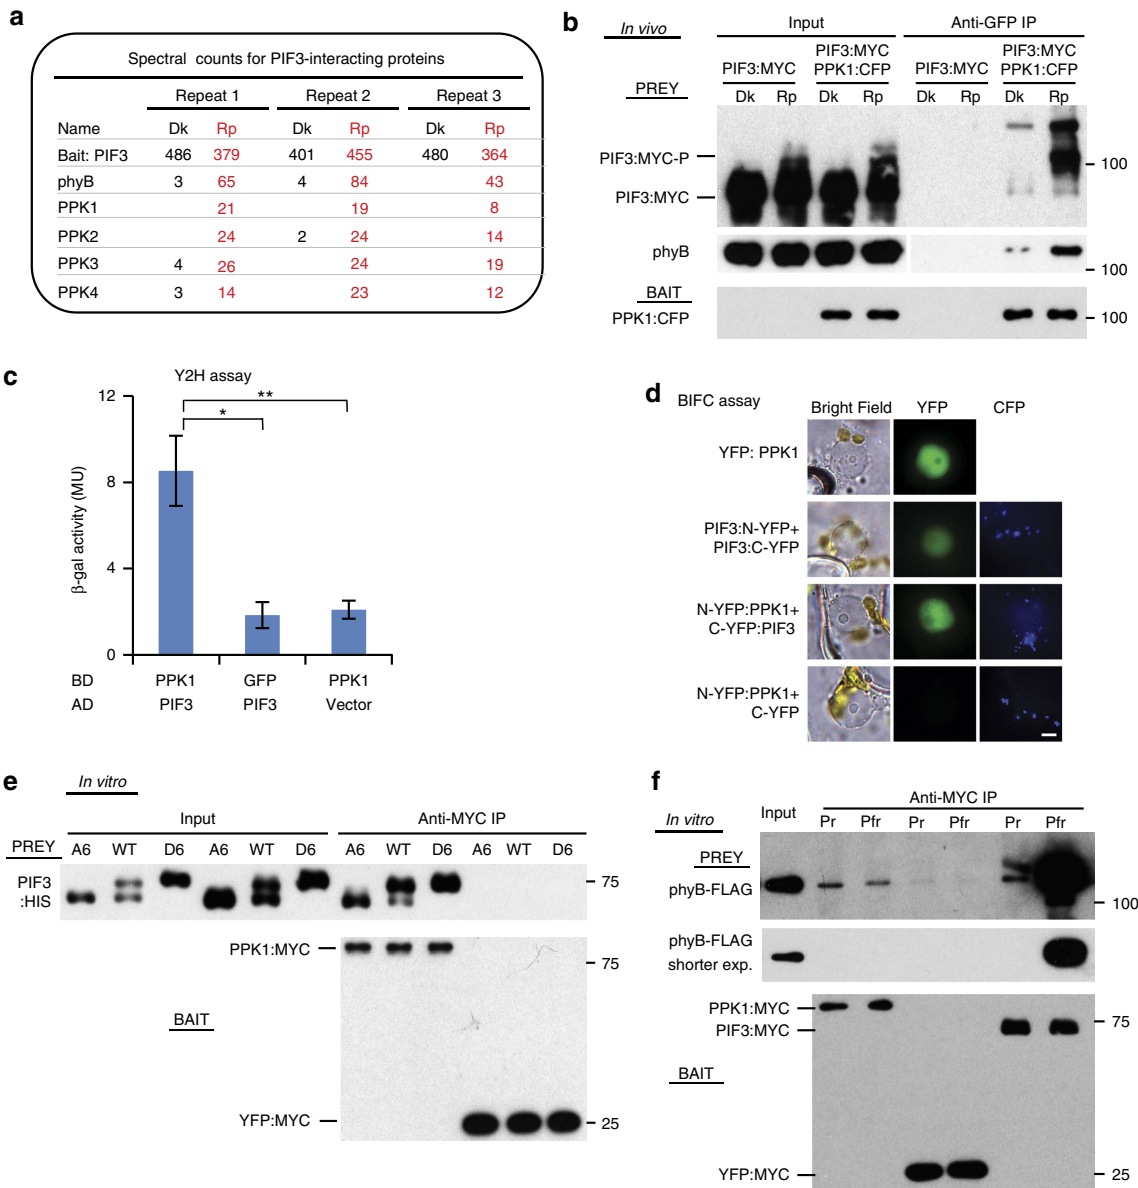 a
Spectral counts for PIF3-interacting proteins
Repeat 1 Repeat 2 Repeat 3
Name Dk Rp Dk Rp Dk Rp
Bait: PIF3 486 379 401 455 480 364
phyB 3 65 4 84 43
PPK1 21 19 8
PPK2 24 2 24 14
PPK3 4 26 24 19
PPK4 3 14 23 12
b
In vivo
Input Anti-GFP IP
PIF3:MYC PIF3:MYC PPK1:CFP PIF3:MYC PIF3:MYC PPK1:CFP
PREY
Dk Rp Dk Rp Dk Rp Dk Rp
PIF3:MYC-P
100
PIF3:MYC
phyB
100
BAIT
PPK1:CFP
100
c
Y2H assay
**
*
12
8
4
0
β-gal activity (MU)
BD PPK1 GFP PPK1
AD PIF3 PIF3 Vector
d
BIFC assay
Bright Field YFP CFP
YFP: PPK1
PIF3:N-YFP+
PIF3:C-YFP
N-YFP:PPK1+
C-YFP:PIF3
N-YFP:PPK1+
C-YFP
e
In vitro
Input Anti-MYC IP
PREY A6 WT D6 A6 WT D6 A6 WT D6 A6 WT D6
PIF3
:HIS
75
PPK1:MYC
75
BAIT
YFP:MYC
25
f
In vitro
Input
Anti-MYC IP
Pr Pfr Pr Pfr Pr Pfr
PREY
phyB-FLAG
100
phyB-FLAG
shorter exp.
PPK1:MYC
75
PIF3:MYC
BAIT
YFP:MYC
25